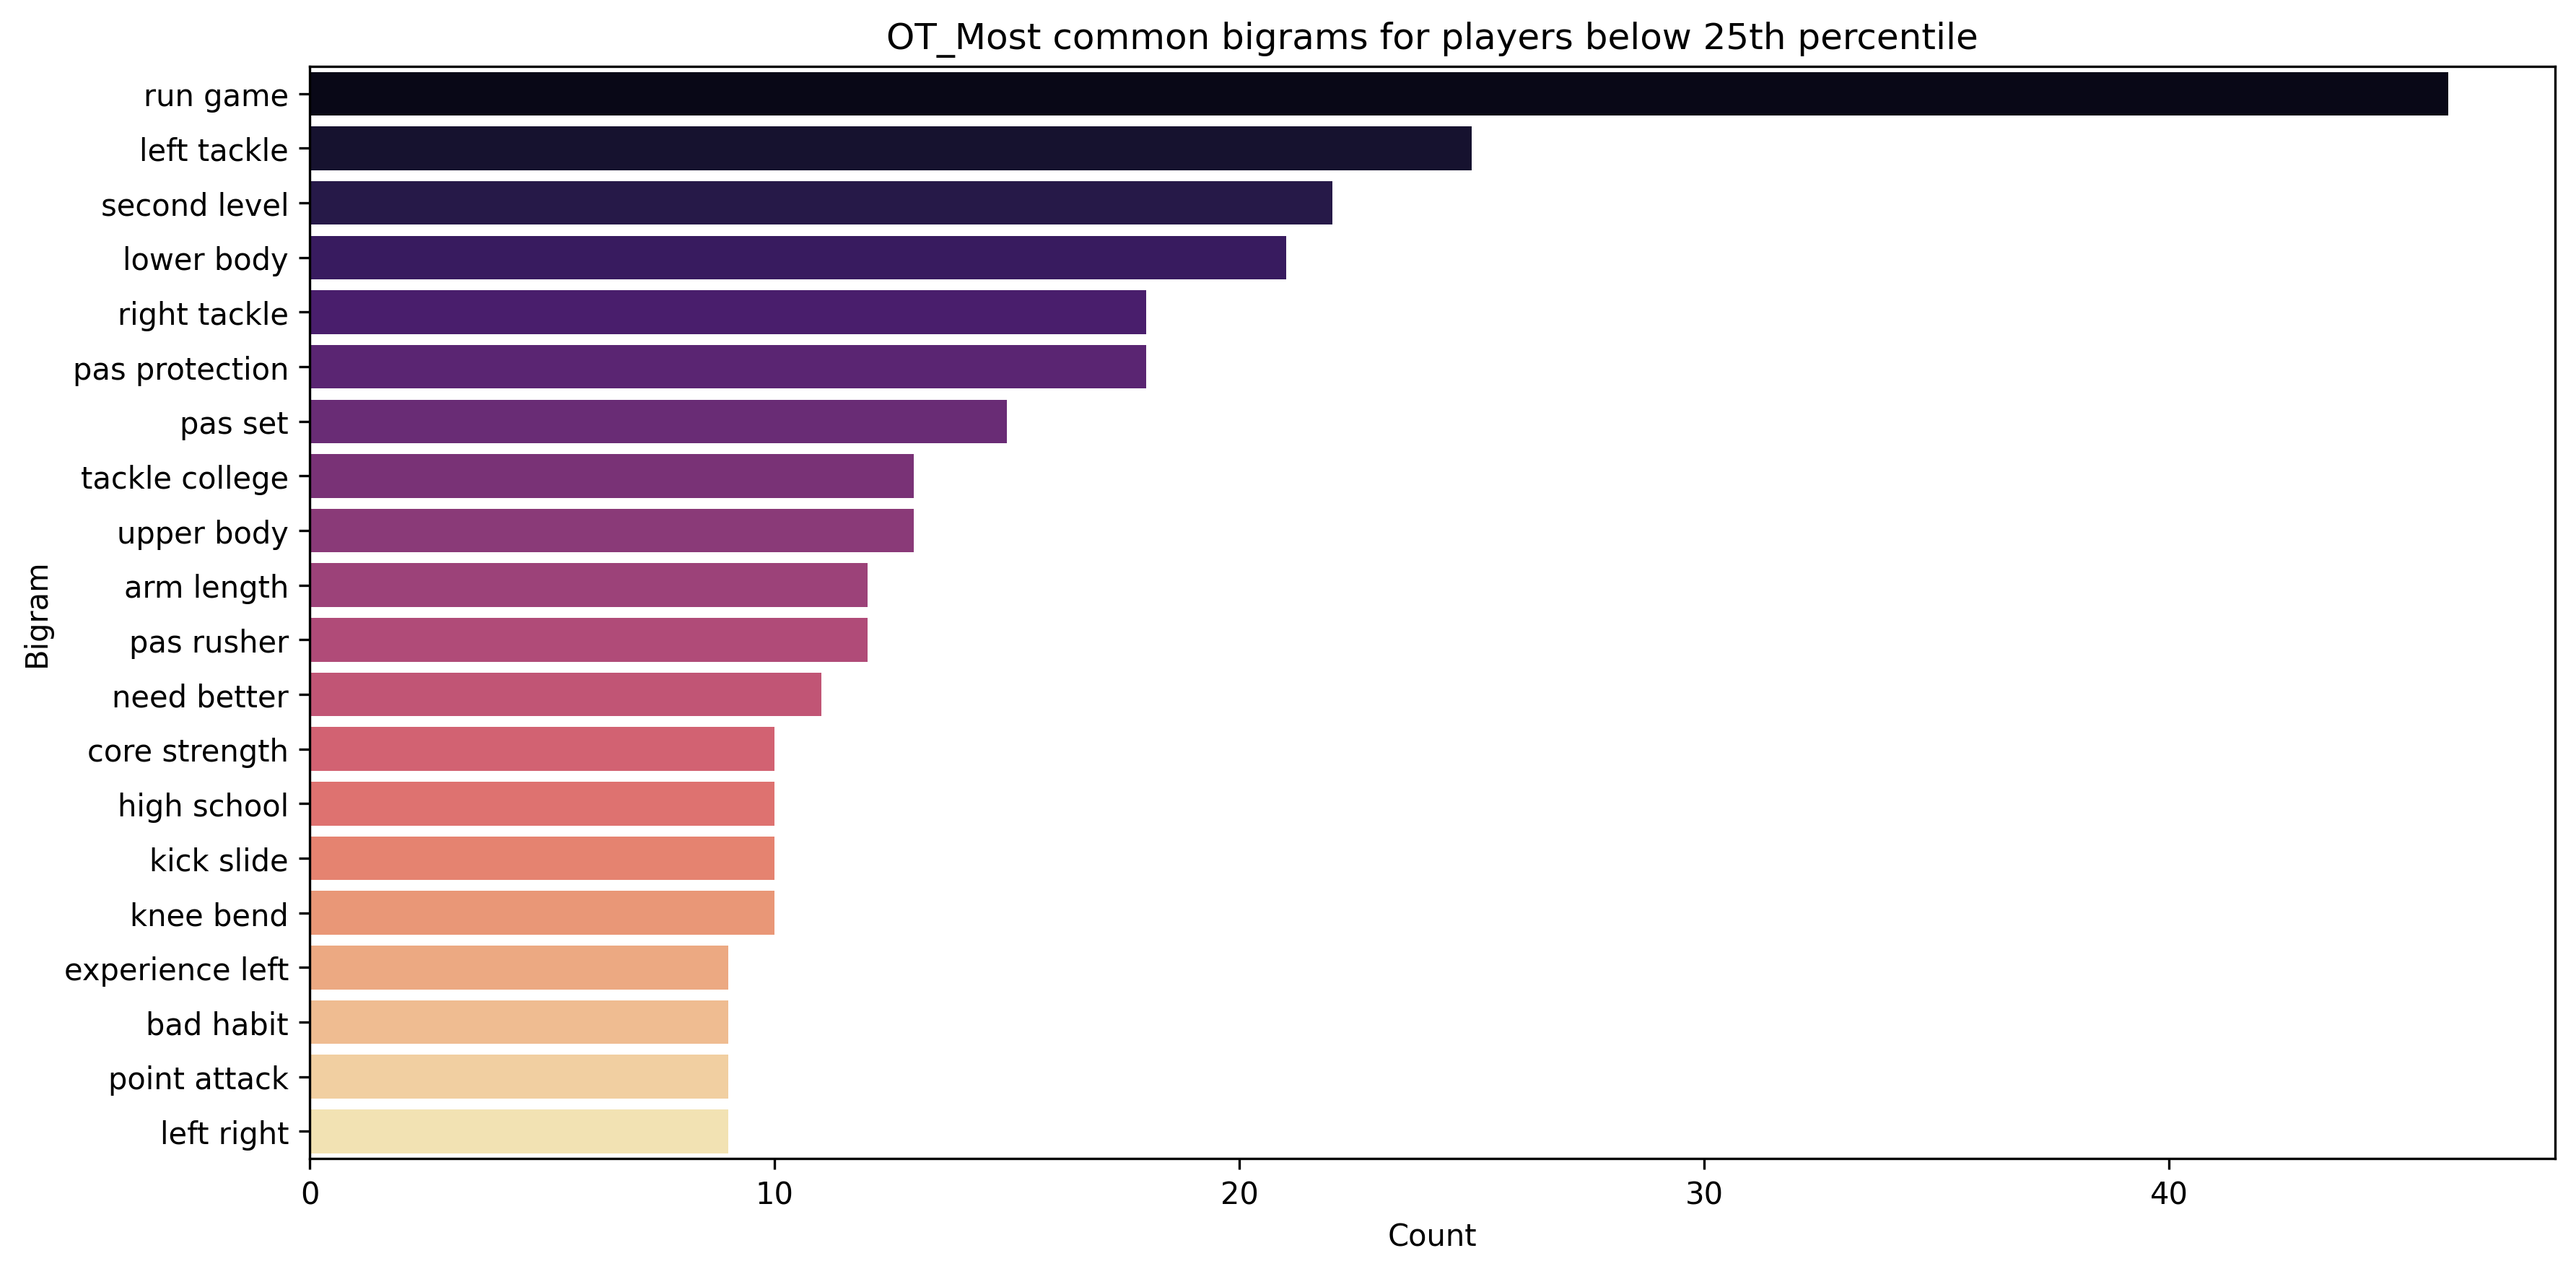 OT_Most common bigrams for players below 25th percentile
run game
left tackle
second level
lower body
right tackle
pas protection
pas set
tackle college
upper body
arm length
pas rusher
need better
core strength
high school
kick slide
knee bend
experience left
bad habit
point attack
left right
Bigram
0 10 20 30 40
Count